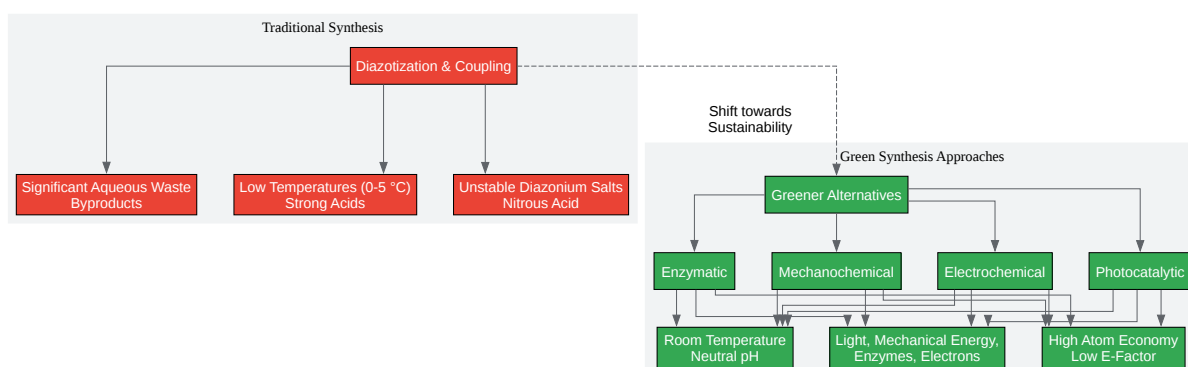 Traditional Synthesis
Diazotization & Coupling
Shift towards
Sustainability
Green Synthesis Approaches
Significant Aqueous Waste
Byproducts
Low Temperatures (0-5 °C)
Strong Acids
Unstable Diazonium Salts
Nitrous Acid
Greener Alternatives
Enzymatic
Mechanochemical
Electrochemical
Photocatalytic
Room Temperature
Neutral pH
Light, Mechanical Energy,
Enzymes, Electrons
High Atom Economy
Low E-Factor